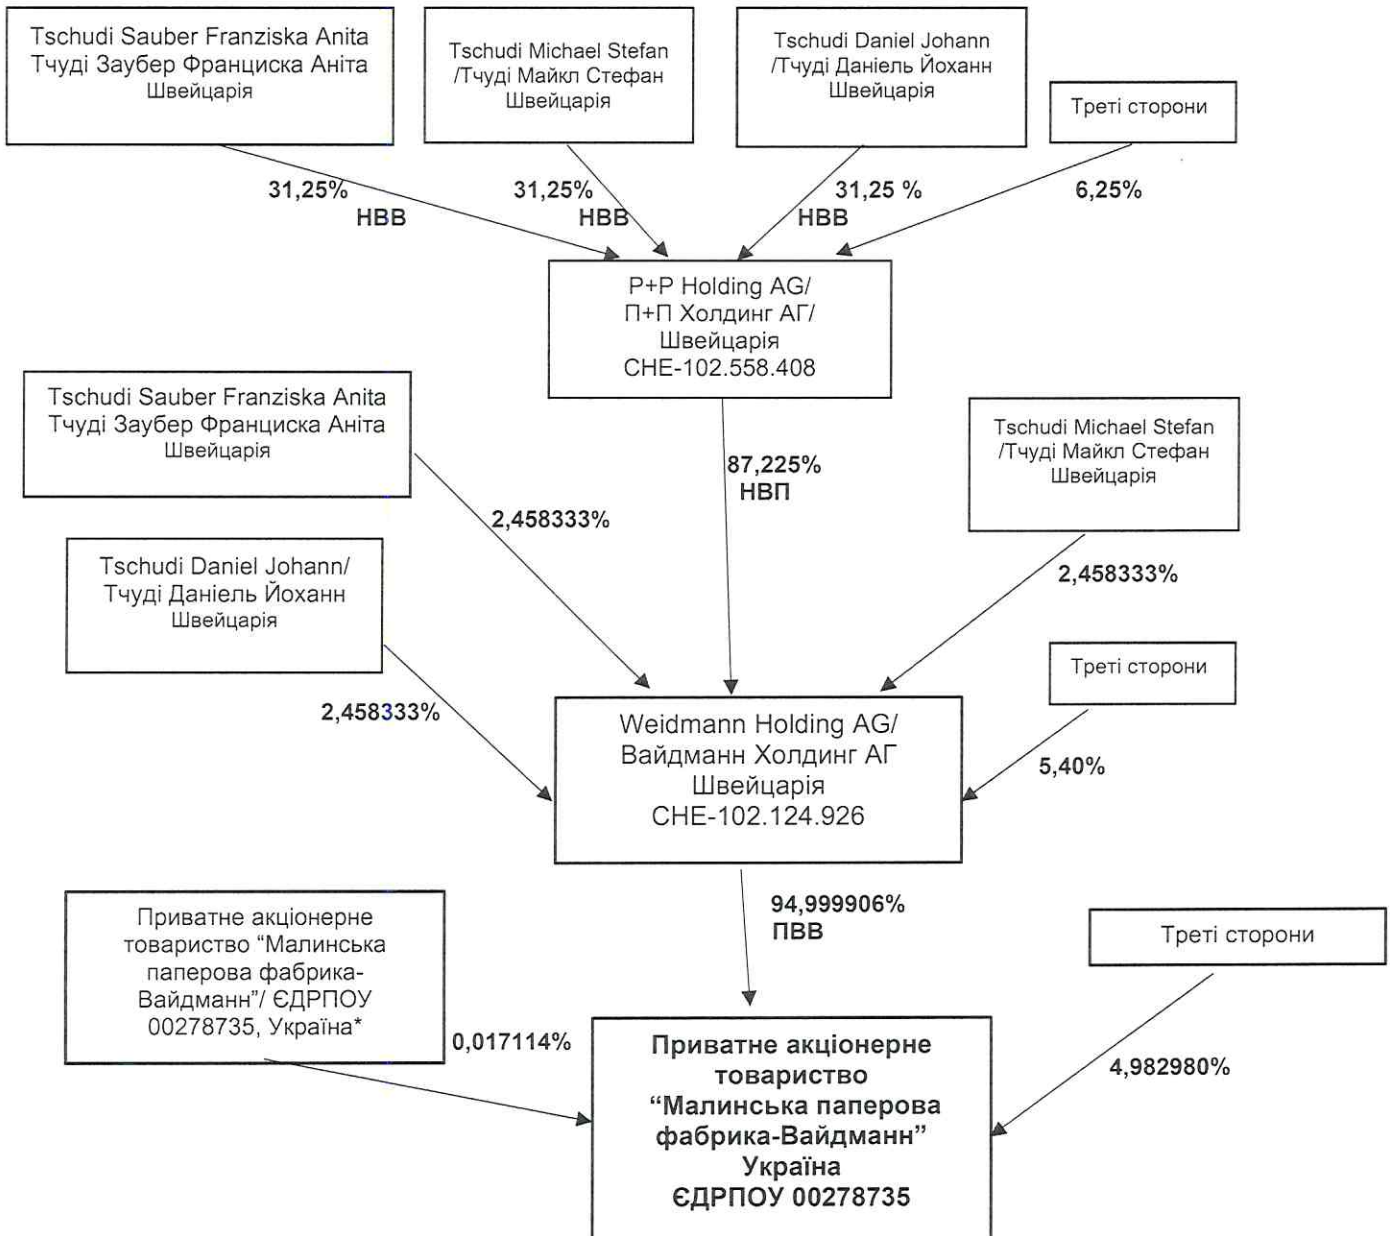 Tschudi Sauber Franziska Anita
Тчуді Заубер Франциска Аніта
Швейцарія
Tschudi Michael Stefan
/Тчуді Майкл Стефан
Швейцарія
Tschudi Daniel Johann
/Тчуді Даніель Йоханн
Швейцарія
Треті сторони
31,25%
НВВ
31,25%
НВВ
31,25 %
НВВ
6,25%
P+P Holding AG/
П+П Холдинг АГ/
Швейцарія
CHE-102.558.408
Tschudi Sauber Franziska Anita
Тчуді Заубер Франциска Аніта
Швейцарія
Tschudi Michael Stefan
/Тчуді Майкл Стефан
Швейцарія
87,225%
НВП
2,458333%
Tschudi Daniel Johann/
Тчуді Даніель Йоханн
Швейцарія
2,458333%
Треті сторони
2,458333%
Weidmann Holding AG/
Вайдманн Холдинг АГ
Швейцарія
CHE-102.124.926
5,40%
94,999906%
ПВВ
Приватне акціонерне
товариство “Малинська
паперова фабрика-
Вайдманн”/ ЄДРПОУ
00278735, Україна*
Треті сторони
0,017114%
Приватне акціонерне
товариство
“Малинська паперова
фабрика-Вайдманн”
Україна
ЄДРПОУ 00278735
4,982980%